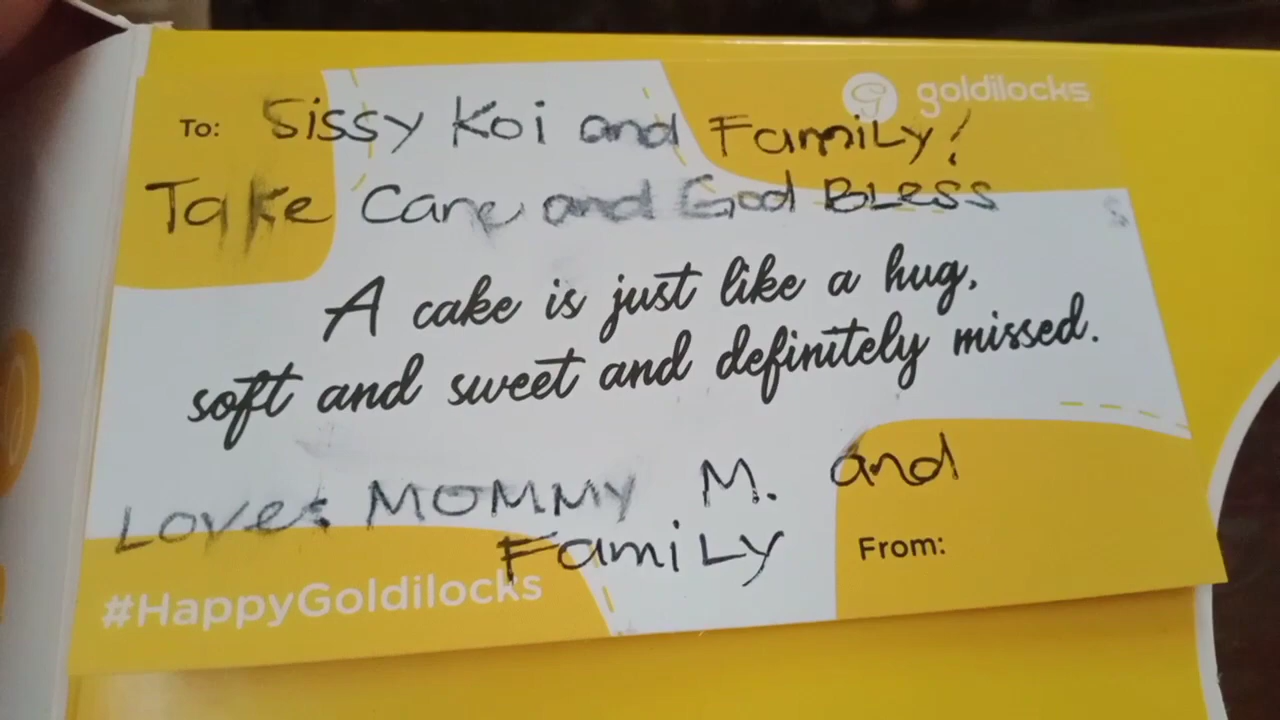 goldilocks
To: Sissy Koi and Family!
Take Care and God Bless
A cake is just like a hug,
soft and sweet and definitely missed.
Loves MOMMY M. and
Family
From:
#HappyGoldilocks